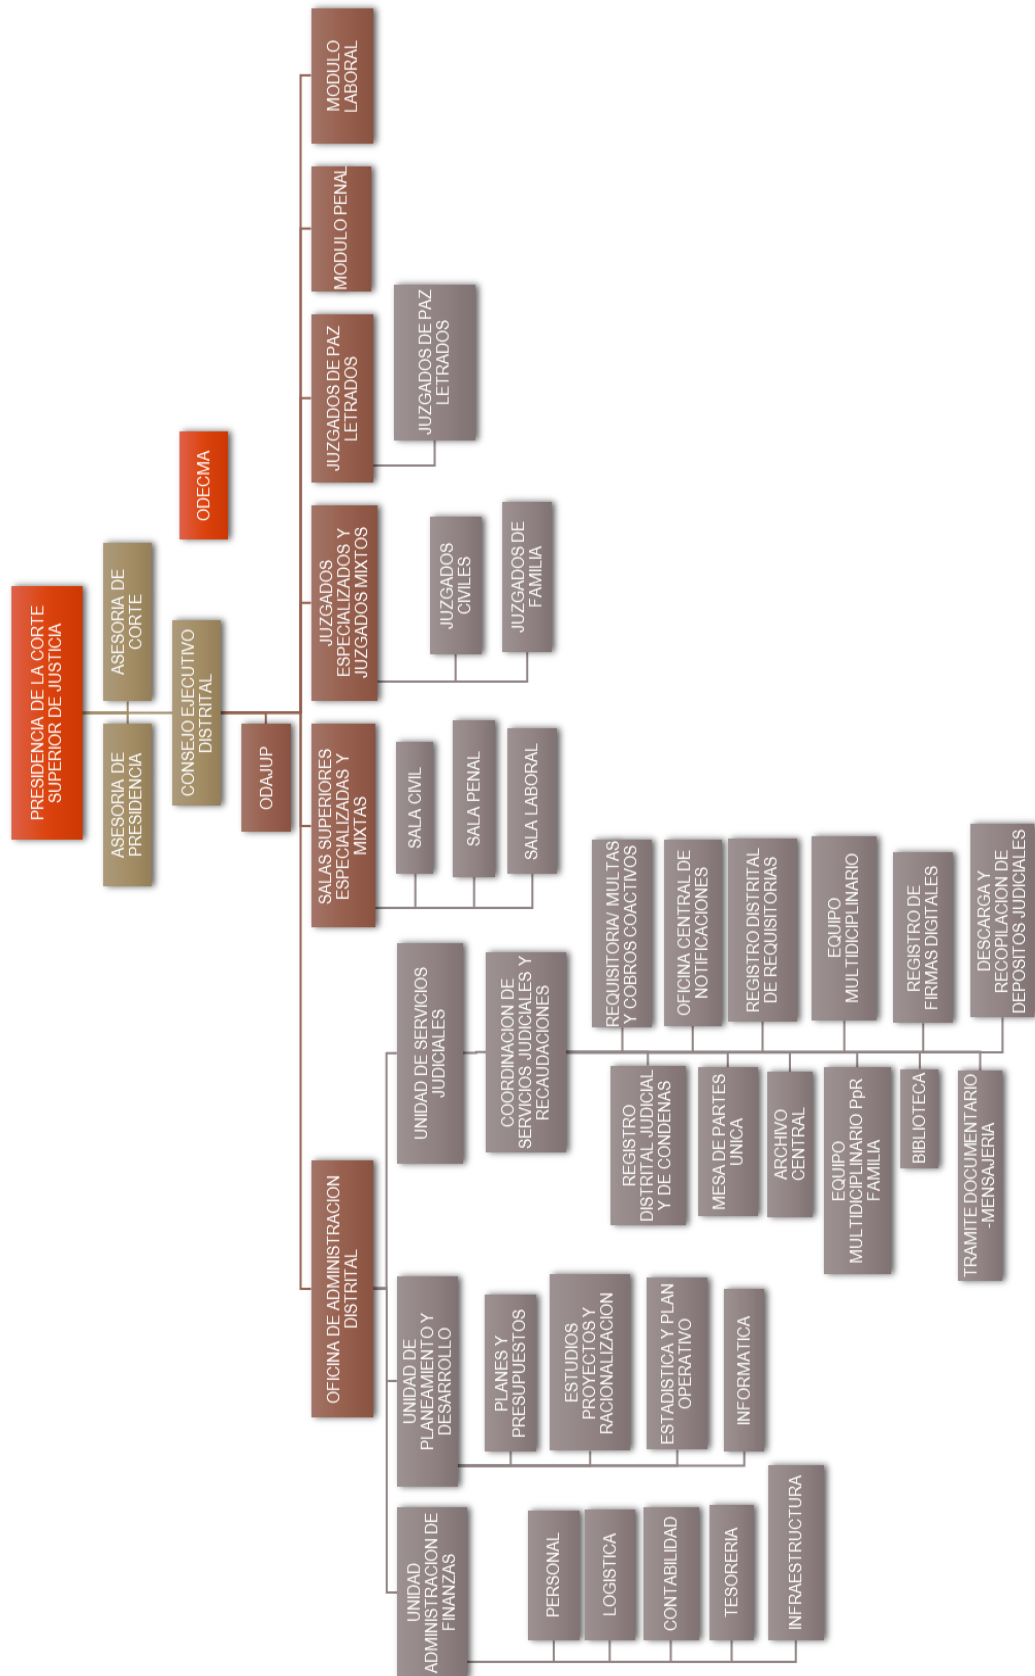 PRESIDENCIA DE LA CORTE
SUPERIOR DE JUSTICIA
ASESORIA DE
PRESIDENCIA
ASESORIA DE
CORTE
CONSEJO EJECUTIVO
DISTRITAL
ODECMA
ODAJUP
OFICINA DE ADMINISTRACION
DISTRITAL
SALAS SUPERIORES
ESPECIALIZADAS Y
MIXTAS
JUZGADOS
ESPECIALIZADOS Y
JUZGADOS MIXTOS
JUZGADOS DE PAZ
LETRADOS
MODULO PENAL
MODULO
LABORAL
UNIDAD
ADMINISTRACION DE
FINANZAS
PERSONAL
LOGISTICA
CONTABILIDAD
TESORERIA
INFRAESTRUCTURA
UNIDAD DE
PLANEAMIENTO Y
DESARROLLO
PLANES Y
PRESUPUESTOS
ESTUDIOS
PROYECTOS Y
RACIONALIZACION
ESTADISTICA Y PLAN
OPERATIVO
INFORMATICA
UNIDAD DE SERVICIOS
JUDICIALES
COORDINACION DE
SERVICIOS JUDICIALES Y
RECAUDACIONES
REGISTRO
DISTRITAL JUDICIAL
Y DE CONDENAS
REQUISITORIA/ MULTAS
Y COBROS COACTIVOS
MESA DE PARTES
UNICA
OFICINA CENTRAL DE
NOTIFICACIONES
ARCHIVO
CENTRAL
REGISTRO DISTRITAL
DE REQUISITORIAS
EQUIPO
MULTIDICIPLINARIO PpR
FAMILIA
EQUIPO
MULTIDICIPLINARIO
BIBLIOTECA
REGISTRO DE
FIRMAS DIGITALES
TRAMITE DOCUMENTARIO
-MENSAJERIA
DESCARGA Y
RECOPILACION DE
DEPOSITOS JUDICIALES
SALA CIVIL
SALA PENAL
SALA LABORAL
JUZGADOS
CIVILES
JUZGADOS DE
FAMILIA
JUZGADOS DE PAZ
LETRADOS